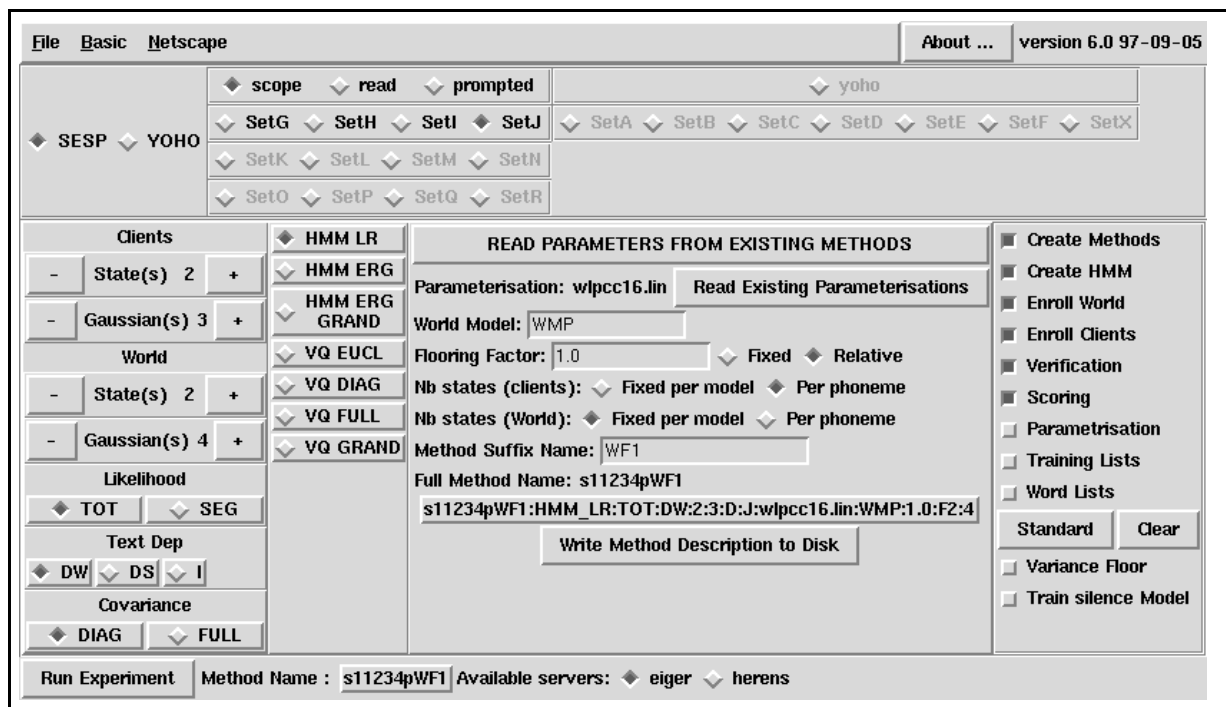 File Basic Netscape About ... version 6.0 97-09-05
SESP YOHO
scope read prompted yoho
SetG SetH SetI SetJ SetA SetB SetC SetD SetE SetF SetX
SetK SetL SetM SetN
SetO SetP SetQ SetR
Clients
- State(s) 2 +
- Gaussian(s) 3 +
World
- State(s) 2 +
- Gaussian(s) 4 +
Likelihood
TOT SEG
Text Dep
DW DS I
Covariance
DIAG FULL
HMM LR
HMM ERG
HMM ERG
GRAND
VQ EUCL
VQ DIAG
VQ FULL
VQ GRAND
READ PARAMETERS FROM EXISTING METHODS
Parameterisation: wlpcc16.lin Read Existing Parameterisations
World Model: WMP
Flooring Factor: 1.0 Fixed Relative
Nb states (clients): Fixed per model Per phoneme
Nb states (World): Fixed per model Per phoneme
Method Suffix Name: WF1
Full Method Name: s11234pWF1
s11234pWF1:HMM_LR:TOT:DW:2:3:D:J:wlpcc16.lin:WMP:1.0:F2:4
Write Method Description to Disk
Create Methods
Create HMM
Enroll World
Enroll Clients
Verification
Scoring
Parametrisation
Training Lists
Word Lists
Standard Clear
Variance Floor
Train silence Model
Run Experiment Method Name : s11234pWF1 Available servers: eiger herens